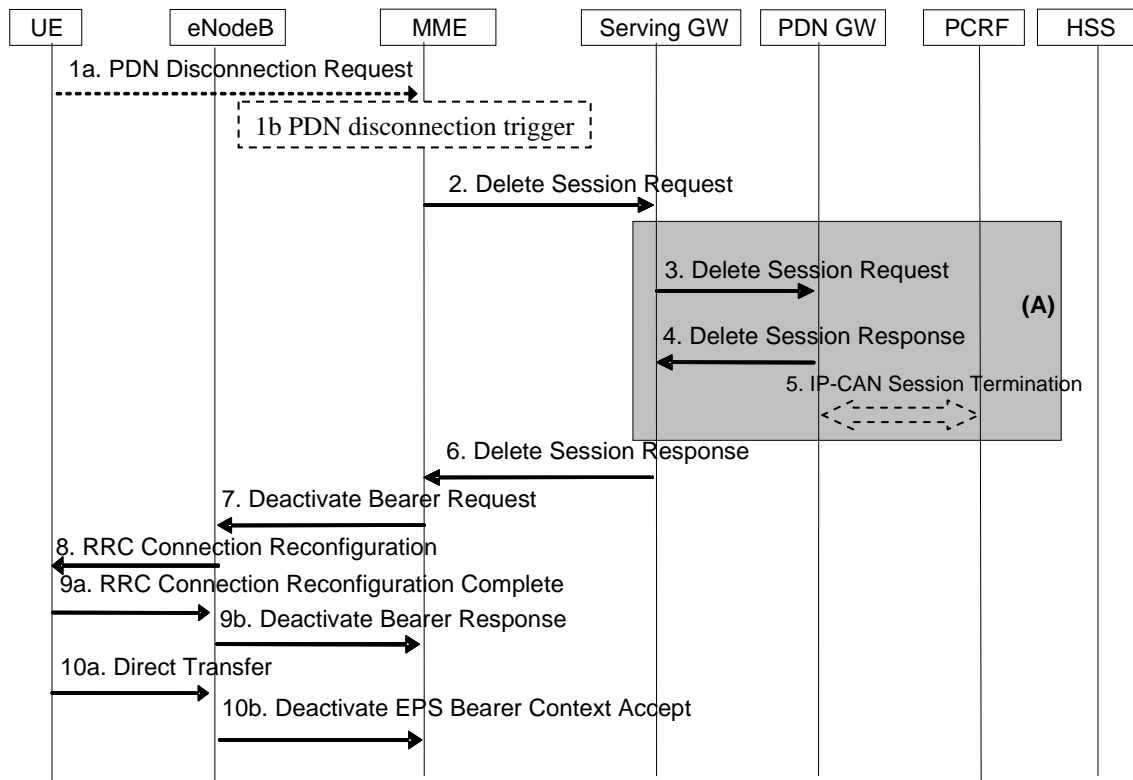 UE eNodeB MME Serving GW PDN GW PCRF HSS
1a. PDN Disconnection Request
1b PDN disconnection trigger
2. Delete Session Request
3. Delete Session Request
(A)
4. Delete Session Response
5. IP-CAN Session Termination
6. Delete Session Response
7. Deactivate Bearer Request
8. RRC Connection Reconfiguration
9a. RRC Connection Reconfiguration Complete
9b. Deactivate Bearer Response
10a. Direct Transfer
10b. Deactivate EPS Bearer Context Accept